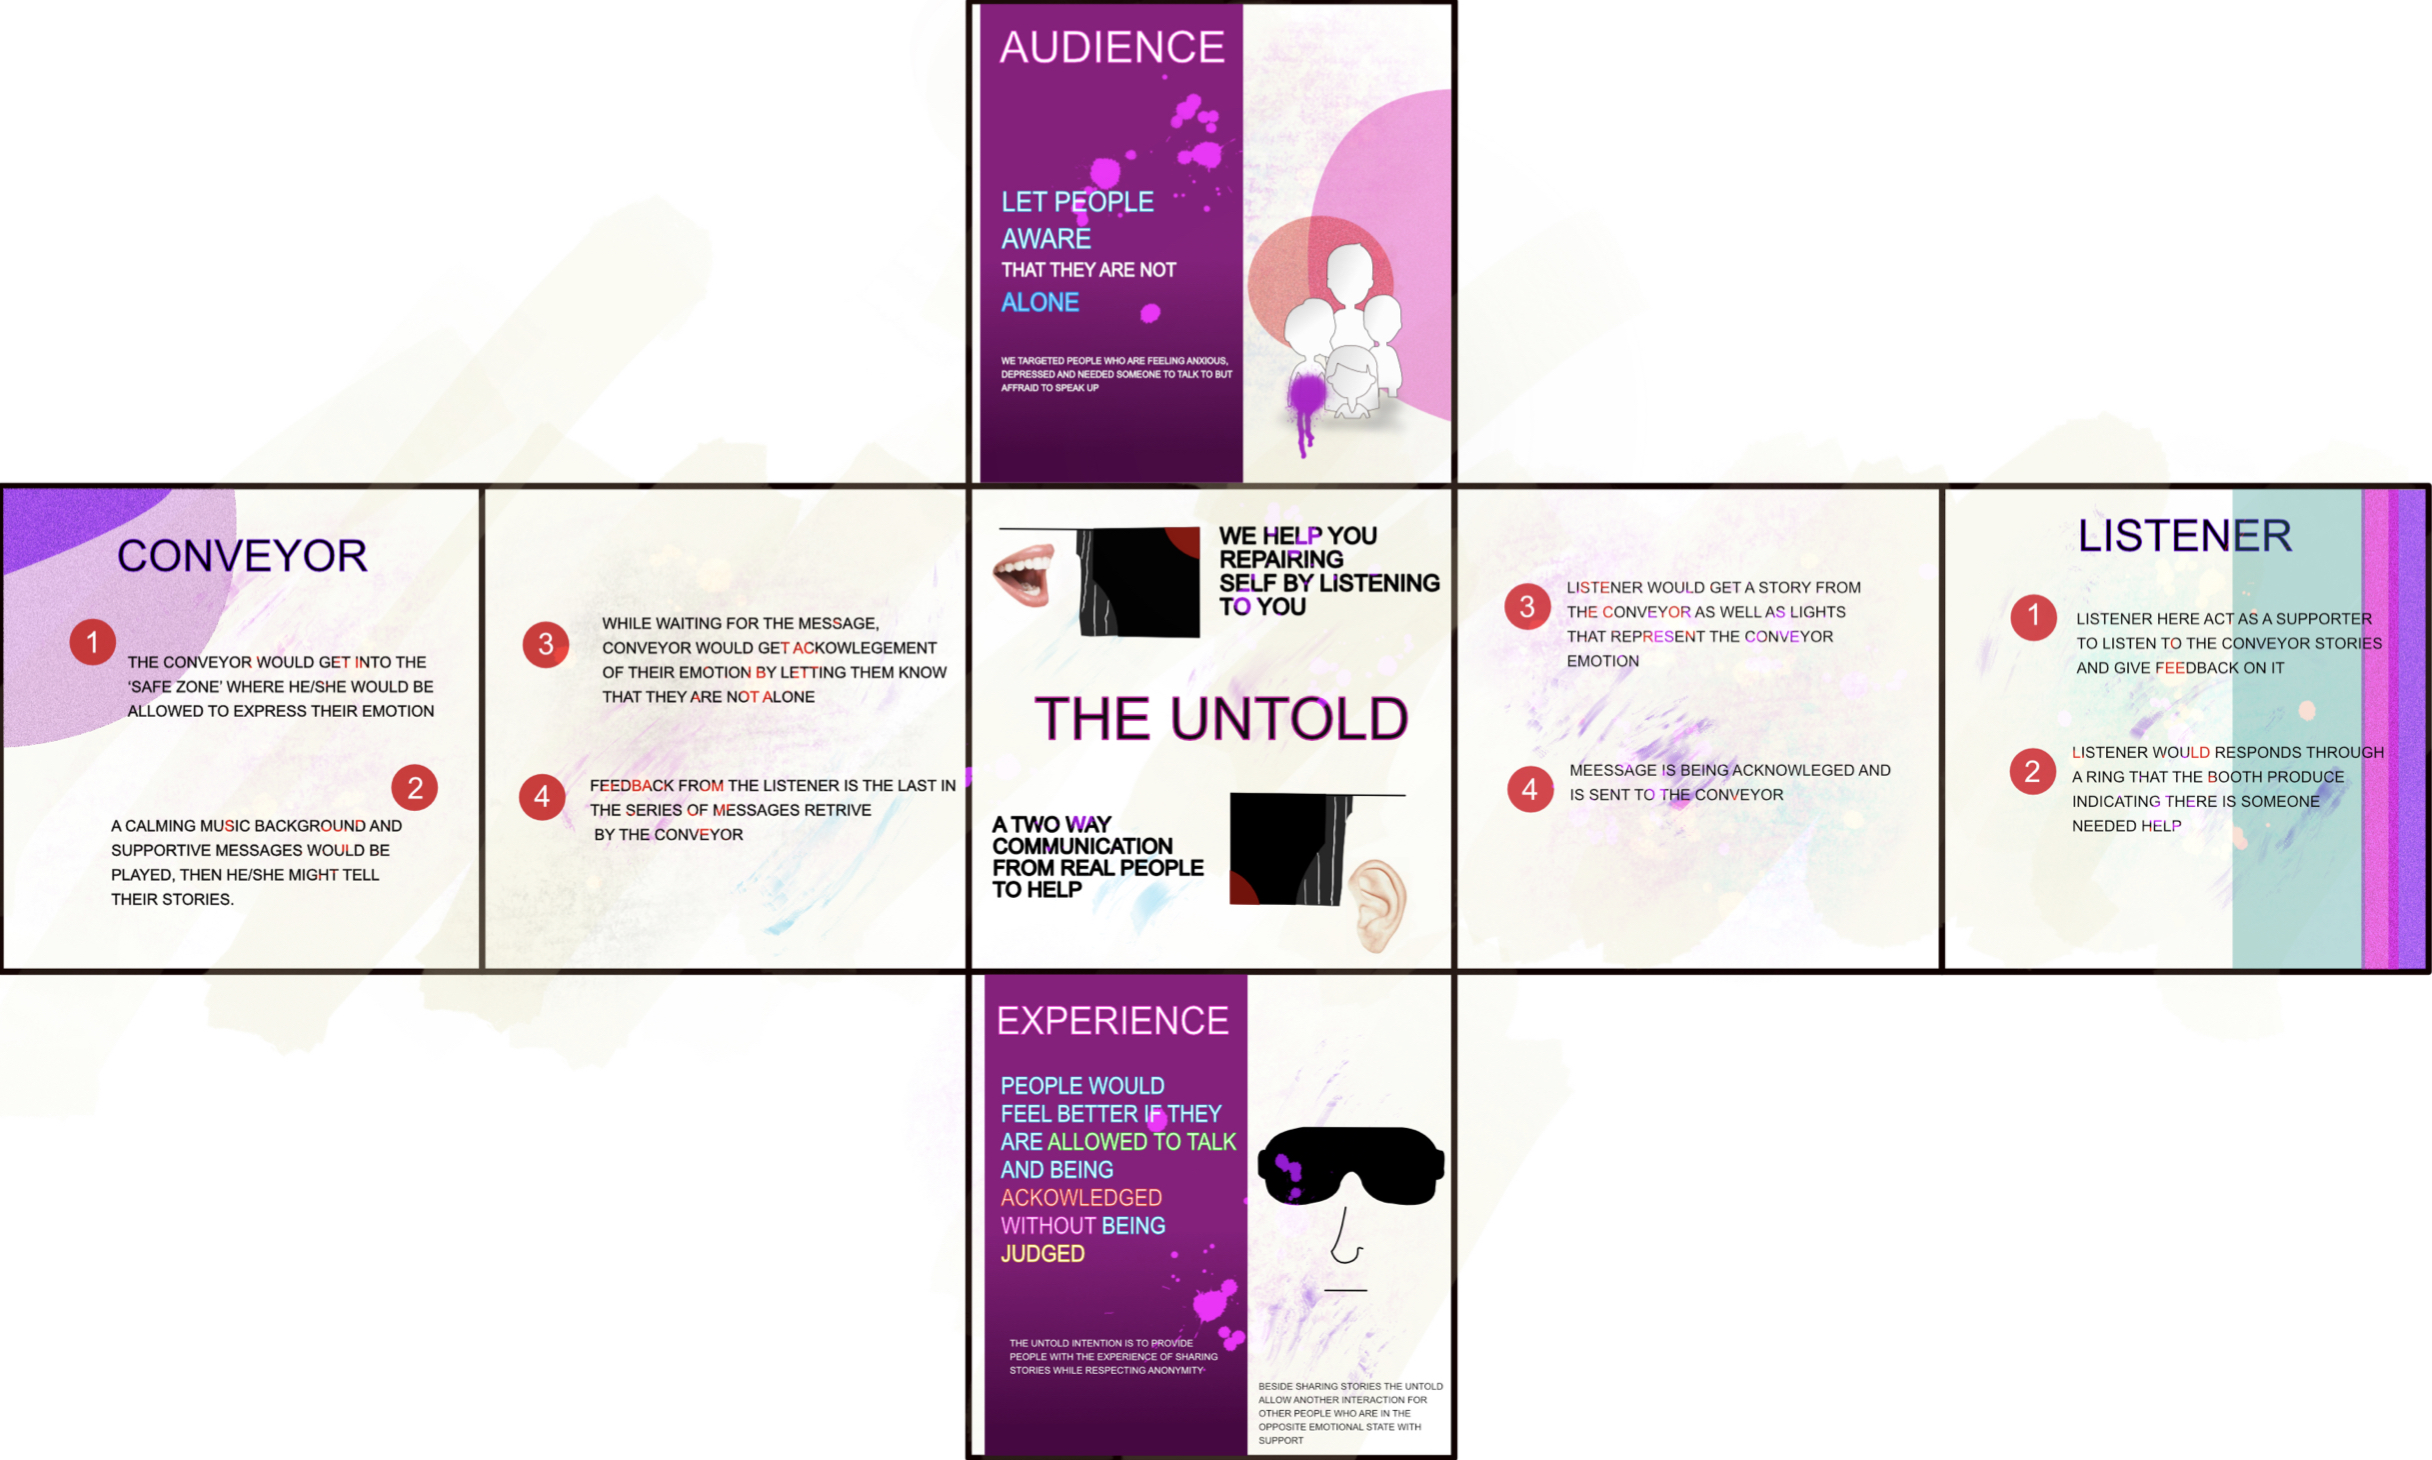 AUDIENCE
LET PEOPLE
AWARE
THAT THEY ARE NOT
ALONE
WE TARGETED PEOPLE WHO ARE FEELING ANXIOUS,
DEPRESSED AND NEEDED SOMEONE TO TALK TO BUT
AFFRAID TO SPEAK UP
CONVEYOR
1
THE CONVEYOR WOULD GET INTO THE
‘SAFE ZONE’ WHERE HE/SHE WOULD BE
ALLOWED TO EXPRESS THEIR EMOTION
2
A CALMING MUSIC BACKGROUND AND
SUPPORTIVE MESSAGES WOULD BE
PLAYED, THEN HE/SHE MIGHT TELL
THEIR STORIES.
3
WHILE WAITING FOR THE MESSAGE,
CONVEYOR WOULD GET ACKOWLEGEMENT
OF THEIR EMOTION BY LETTING THEM KNOW
THAT THEY ARE NOT ALONE
4
FEEDBACK FROM THE LISTENER IS THE LAST IN
THE SERIES OF MESSAGES RETRIVE
BY THE CONVEYOR
WE HELP YOU
REPAIRING
SELF BY LISTENING
TO YOU
THE UNTOLD
A TWO WAY
COMMUNICATION
FROM REAL PEOPLE
TO HELP
3
LISTENER WOULD GET A STORY FROM
THE CONVEYOR AS WELL AS LIGHTS
THAT REPRESENT THE CONVEYOR
EMOTION
4
MEESSAGE IS BEING ACKNOWLEGED AND
IS SENT TO THE CONVEYOR
LISTENER
1
LISTENER HERE ACT AS A SUPPORTER
TO LISTEN TO THE CONVEYOR STORIES
AND GIVE FEEDBACK ON IT
2
LISTENER WOULD RESPONDS THROUGH
A RING THAT THE BOOTH PRODUCE
INDICATING THERE IS SOMEONE
NEEDED HELP
EXPERIENCE
PEOPLE WOULD
FEEL BETTER IF THEY
ARE ALLOWED TO TALK
AND BEING
ACKOWLEDGED
WITHOUT BEING
JUDGED
THE UNTOLD INTENTION IS TO PROVIDE
PEOPLE WITH THE EXPERIENCE OF SHARING
STORIES WHILE RESPECTING ANONYMITY·
BESIDE SHARING STORIES THE UNTOLD
ALLOW ANOTHER INTERACTION FOR
OTHER PEOPLE WHO ARE IN THE
OPPOSITE EMOTIONAL STATE WITH
SUPPORT